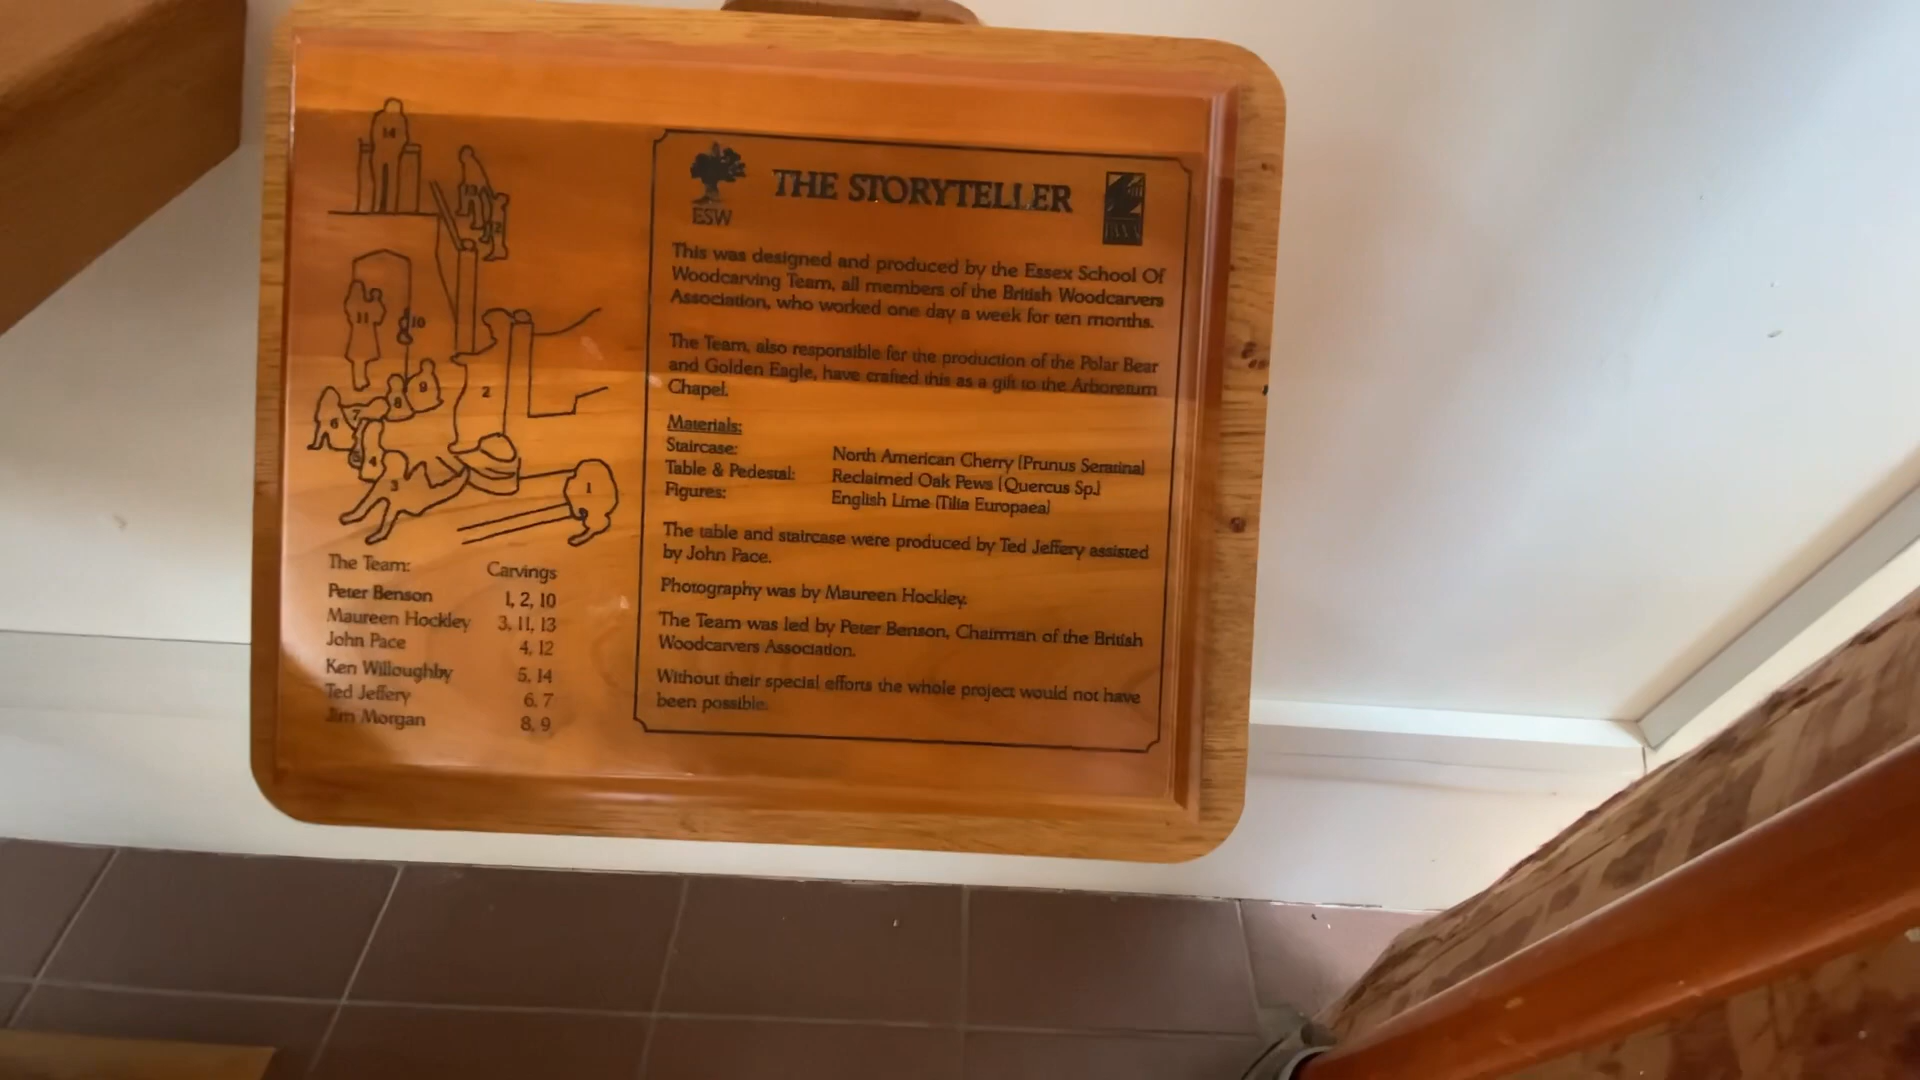 14
13
12
11
10
9
8
7
6
5
4
3
2
1
The Team: Carvings
Peter Benson 1, 2, 10
Maureen Hockley 3, 11, 13
John Pace 4, 12
Ken Willoughby 5, 14
Ted Jeffery 6, 7
Jim Morgan 8, 9
ESW
THE STORYTELLER
This was designed and produced by the Essex School Of
Woodcarving Team, all members of the British Woodcarvers
Association, who worked one day a week for ten months.
The Team, also responsible for the production of the Polar Bear
and Golden Eagle, have crafted this as a gift to the Arboretum
Chapel.
Materials:
Staircase: North American Cherry (Prunus Serotina)
Table & Pedestal: Reclaimed Oak Pews (Quercus Sp.)
Figures: English Lime (Tilia Europaea)
The table and staircase were produced by Ted Jeffery assisted
by John Pace.
Photography was by Maureen Hockley.
The Team was led by Peter Benson, Chairman of the British
Woodcarvers Association.
Without their special efforts the whole project would not have
been possible.